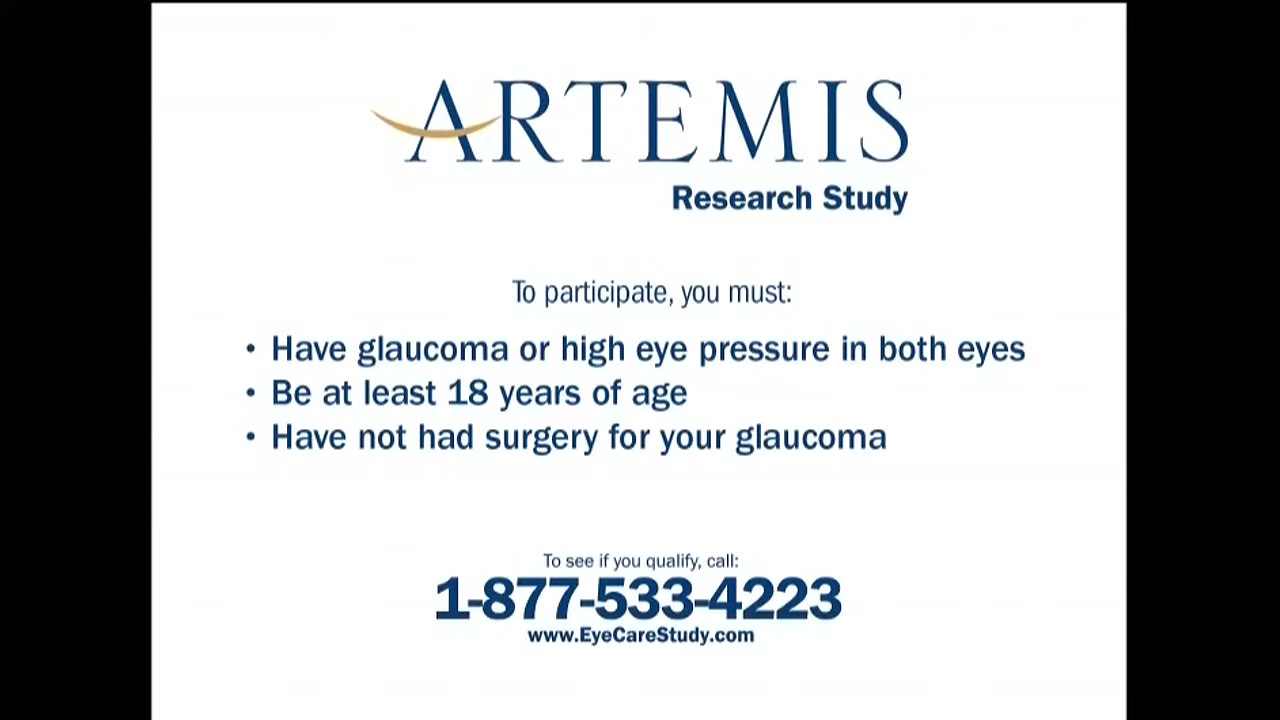 ARTEMIS
Research Study
To participate, you must:
• Have glaucoma or high eye pressure in both eyes
• Be at least 18 years of age
• Have not had surgery for your glaucoma
To see if you qualify, call:
1-877-533-4223
www.EyeCareStudy.com